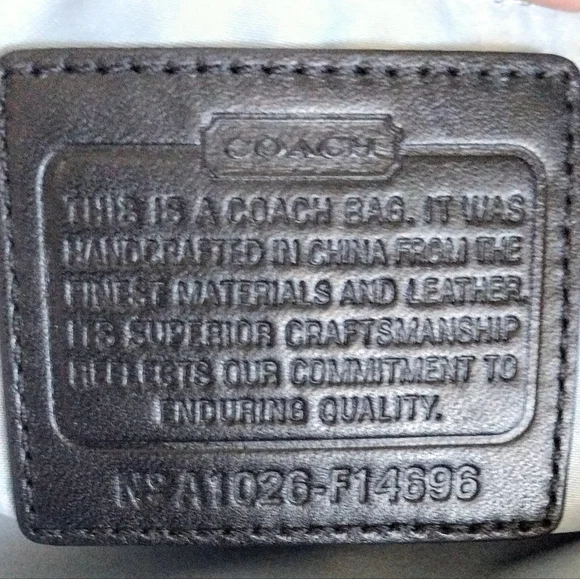 COACH
THIS IS A COACH BAG. IT WAS
HANDCRAFTED IN CHINA FROM THE
FINEST MATERIALS AND LEATHER.
ITS SUPERIOR CRAFTSMANSHIP
REFLECTS OUR COMMITMENT TO
ENDURING QUALITY.
Nº A1026-F14696